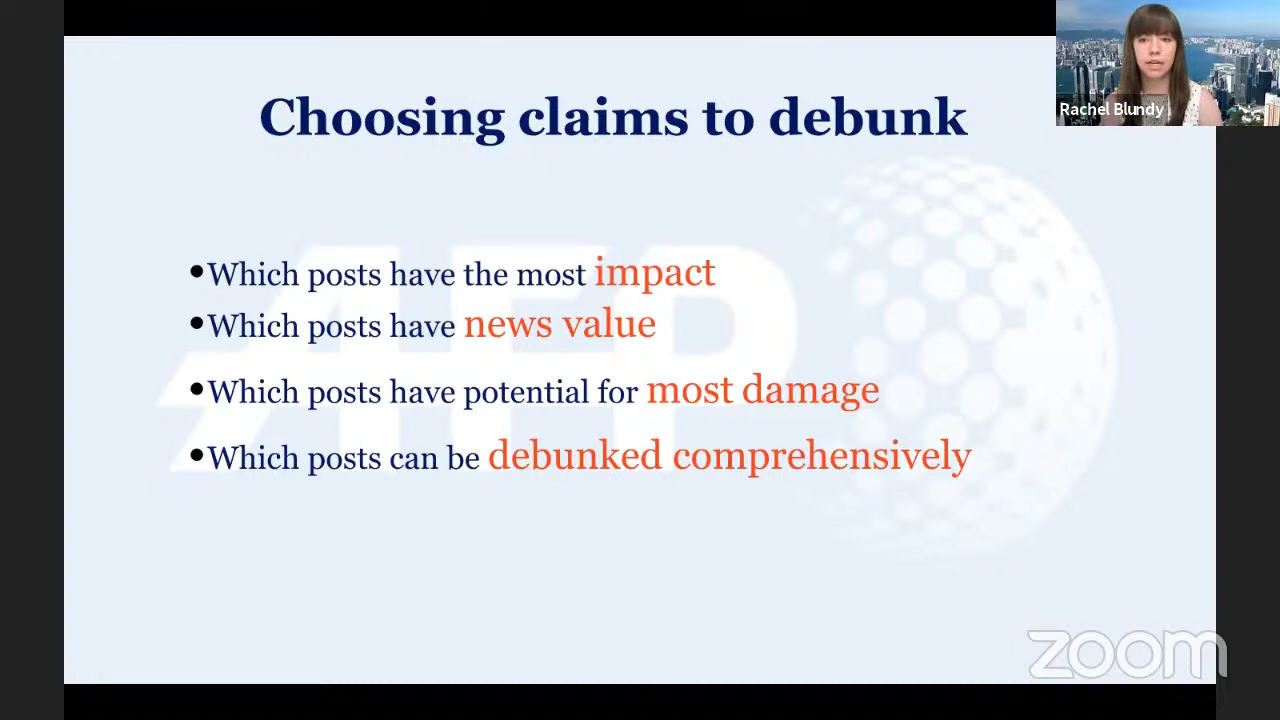 Choosing claims to debunk
Rachel Blundy
AFP
•Which posts have the most impact
•Which posts have news value
•Which posts have potential for most damage
•Which posts can be debunked comprehensively
zoom